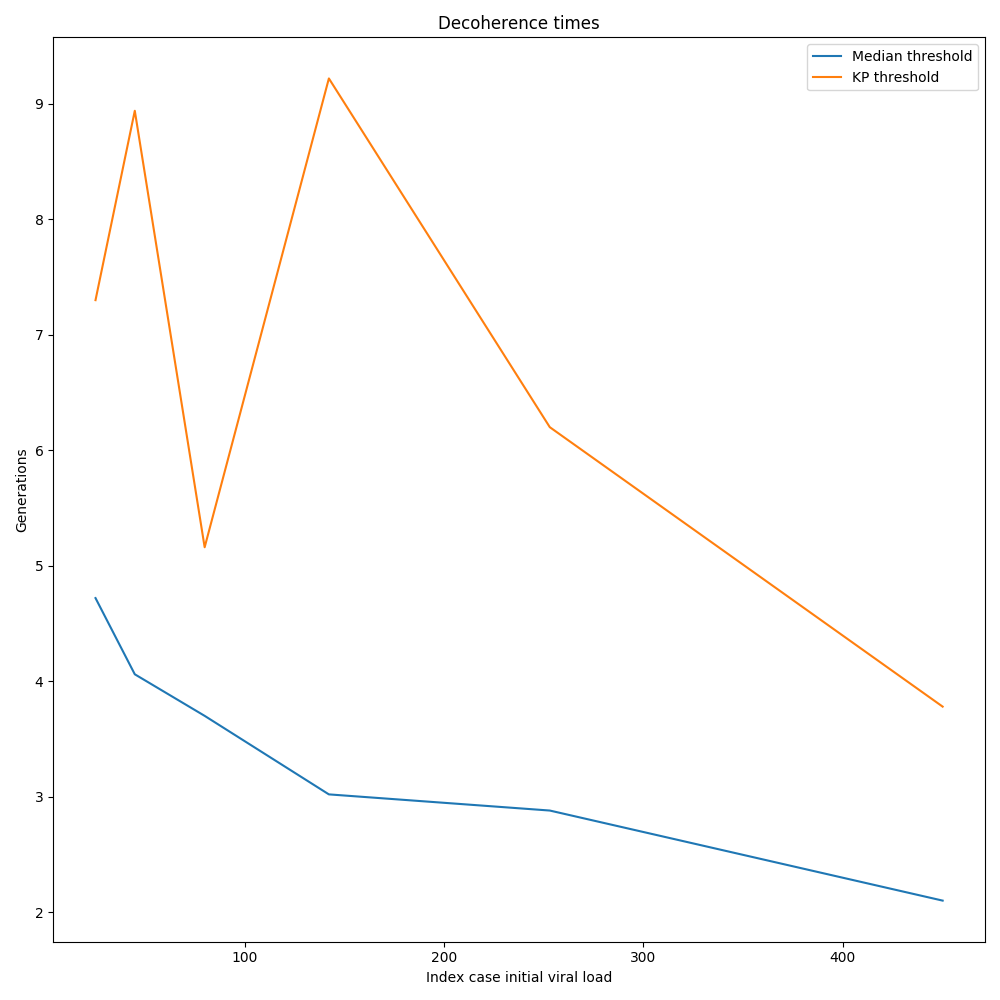 Decoherence times
Median threshold
KP threshold
9
8
7
6
5
4
3
2
Generations
100
200
300
400
Index case initial viral load